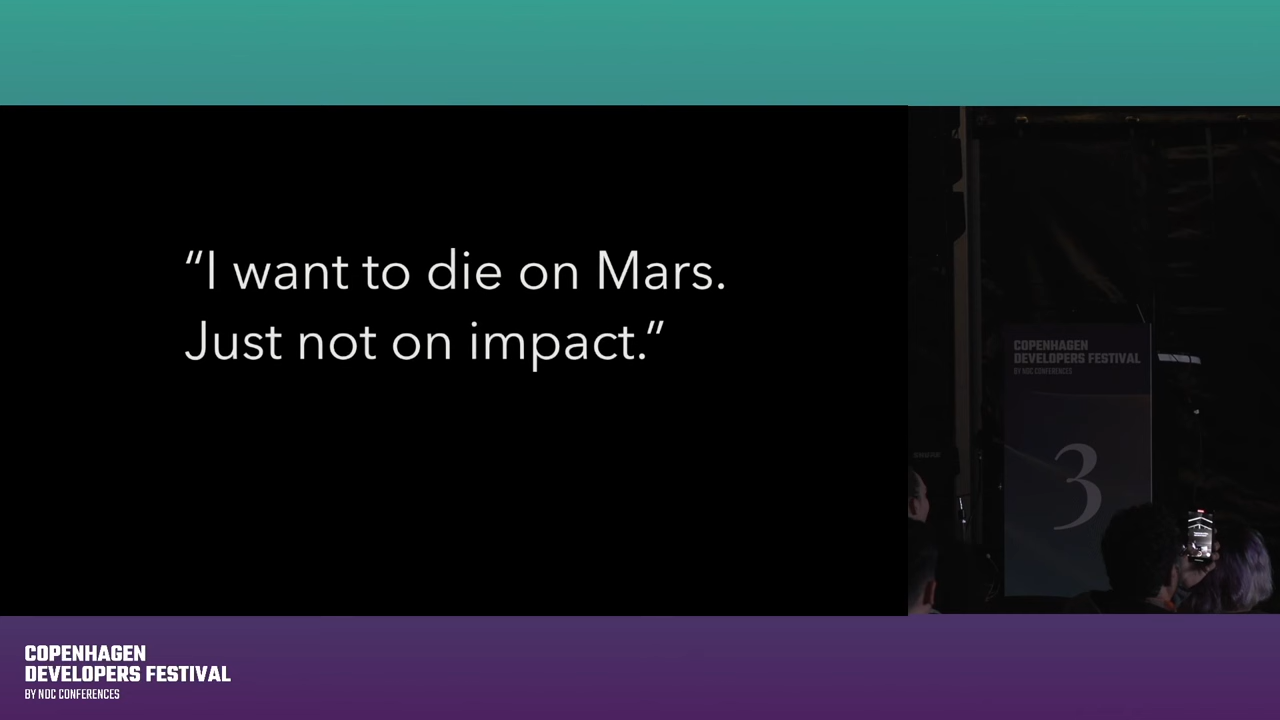 “I want to die on Mars.
Just not on impact.”
COPENHAGEN
DEVELOPERS FESTIVAL
BY NDC CONFERENCES
3
COPENHAGEN
DEVELOPERS FESTIVAL
BY NDC CONFERENCES